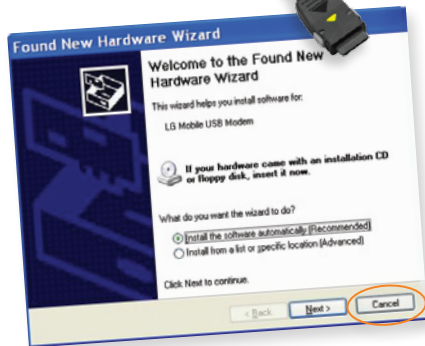 Found New Hardware Wizard
Welcome to the Found New
Hardware Wizard
This wizard helps you install software for:
LG Mobile USB Modem
If your hardware came with an installation CD
or floppy disk, insert it now.
What do you want the wizard to do?
Install the software automatically (Recommended)
Install from a list or specific location (Advanced)
Click Next to continue.
< Back Next > Cancel